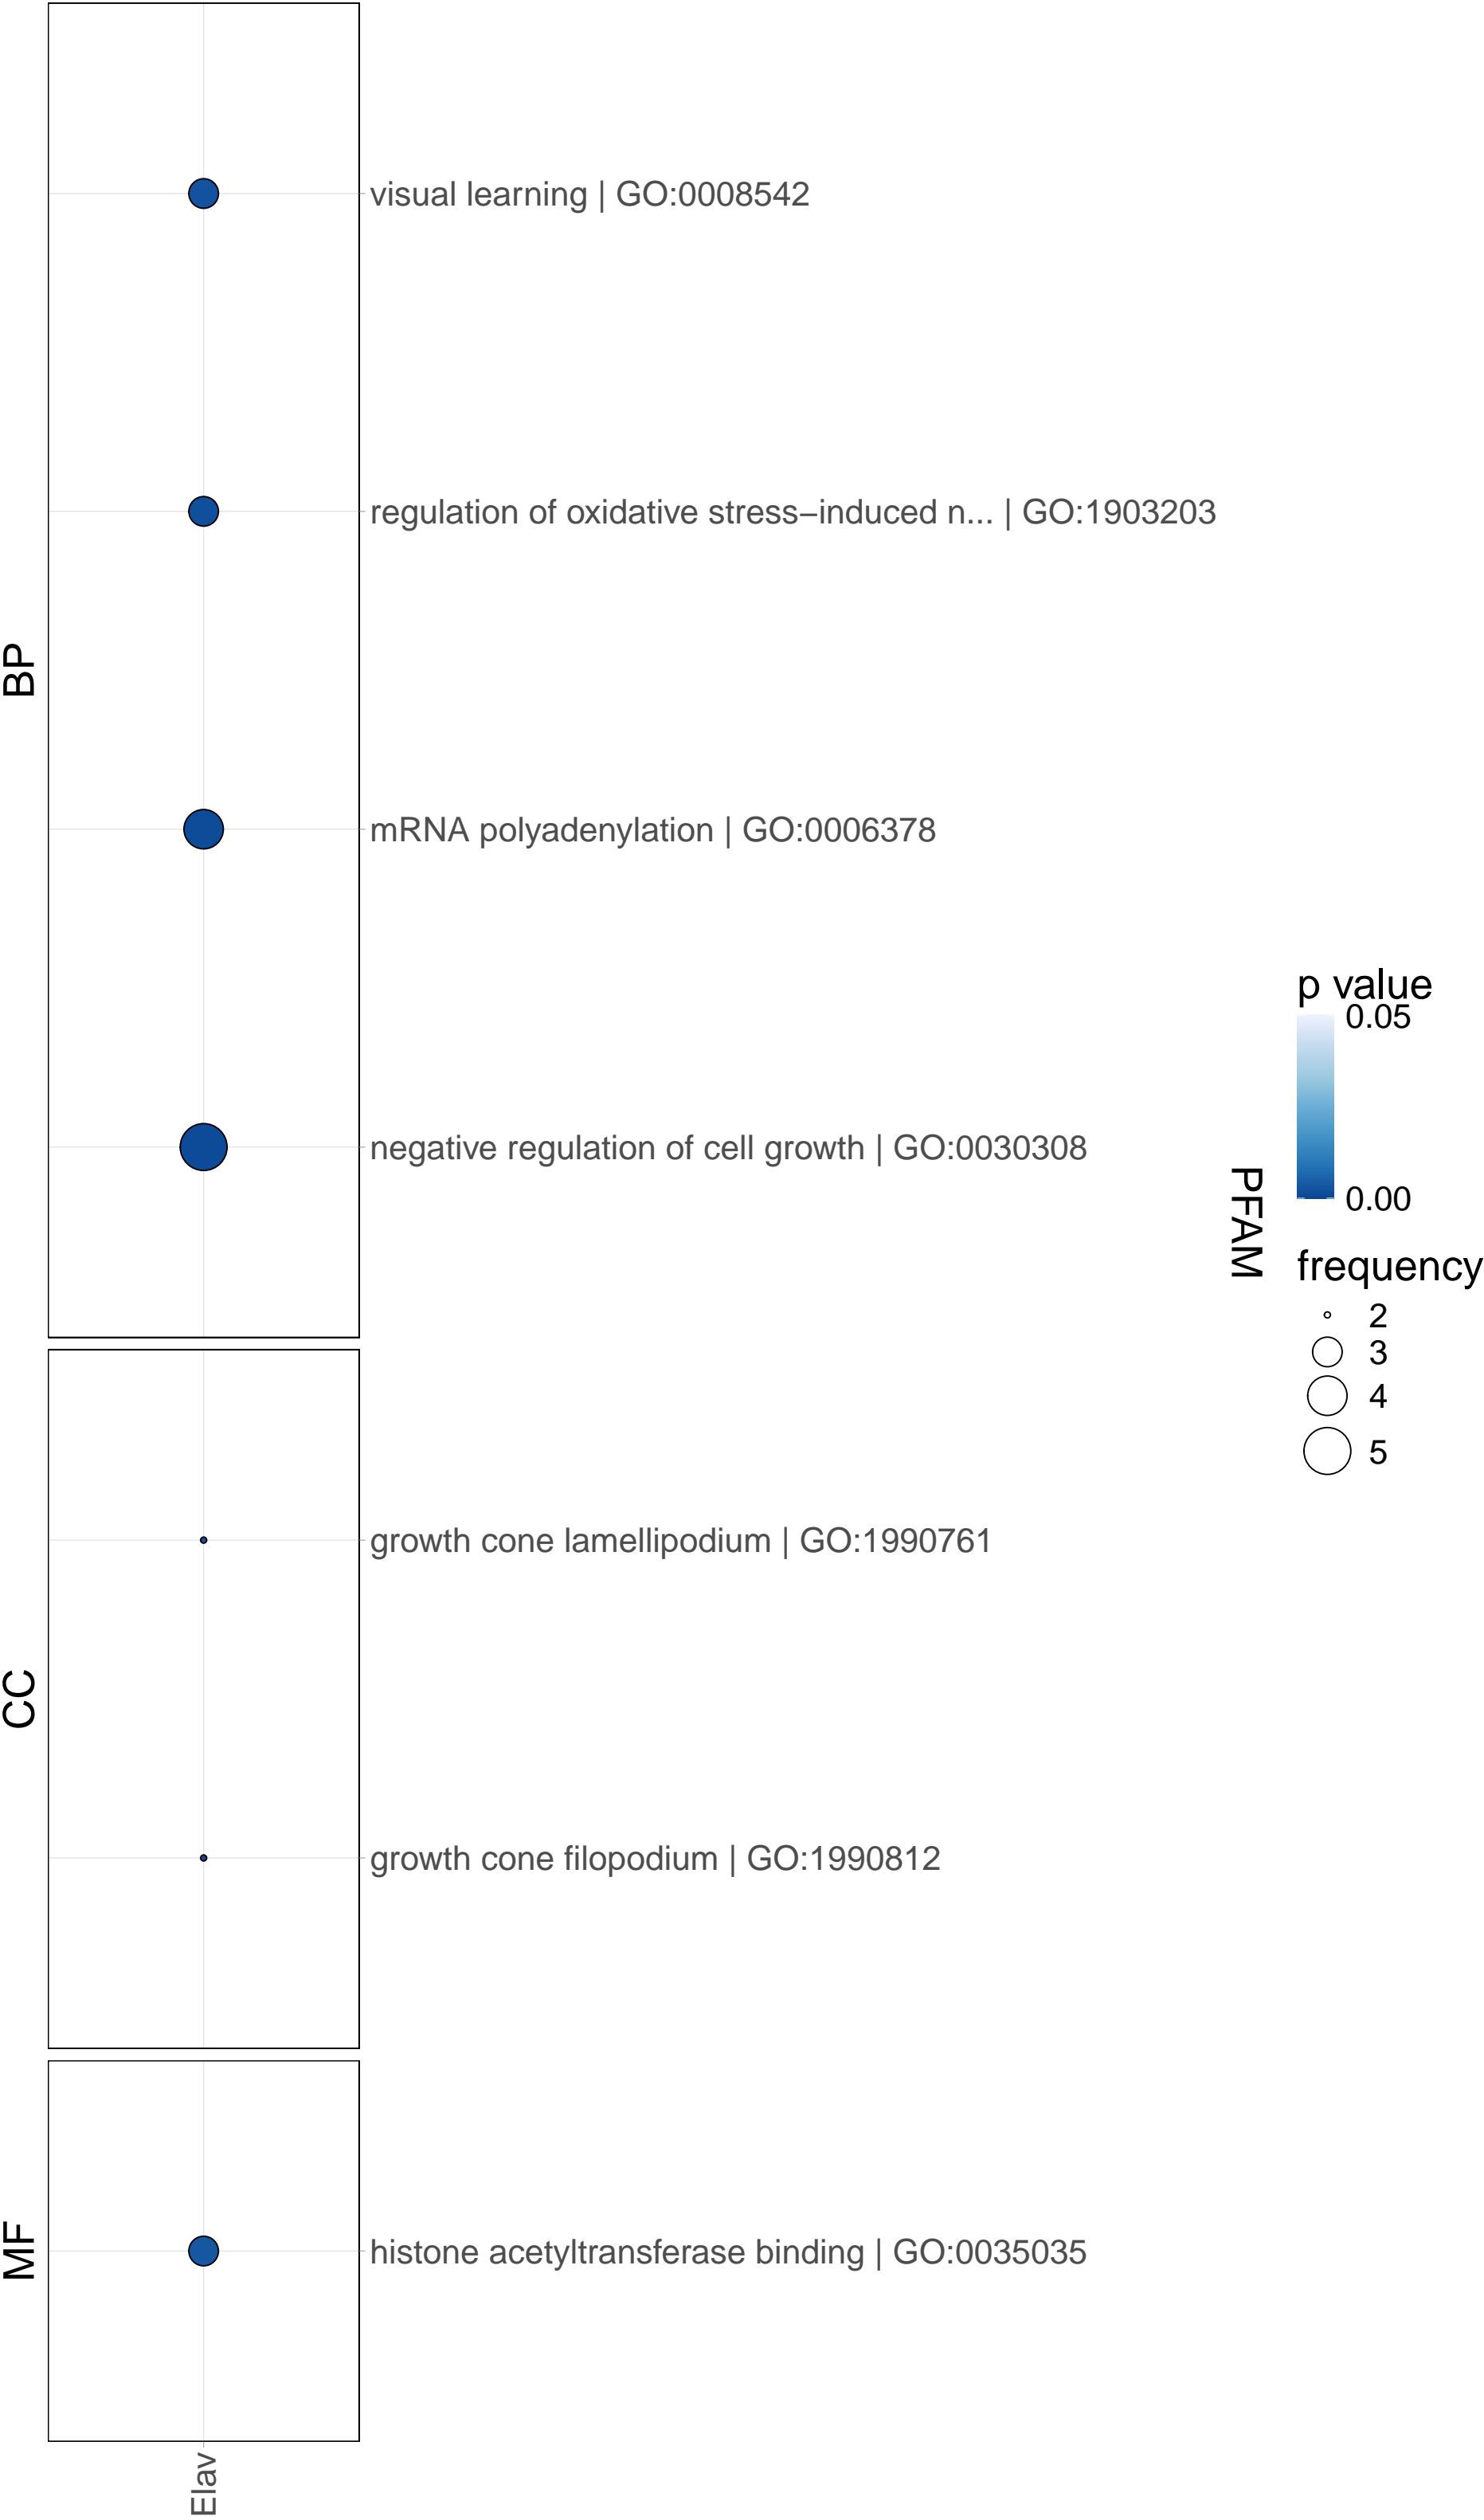 BP
visual learning | GO:0008542
regulation of oxidative stress−induced n... | GO:1903203
mRNA polyadenylation | GO:0006378
negative regulation of cell growth | GO:0030308
CC
growth cone lamellipodium | GO:1990761
growth cone filopodium | GO:1990812
MF
histone acetyltransferase binding | GO:0035035
Elav
PFAM
p value
0.05
0.00
frequency
2
3
4
5